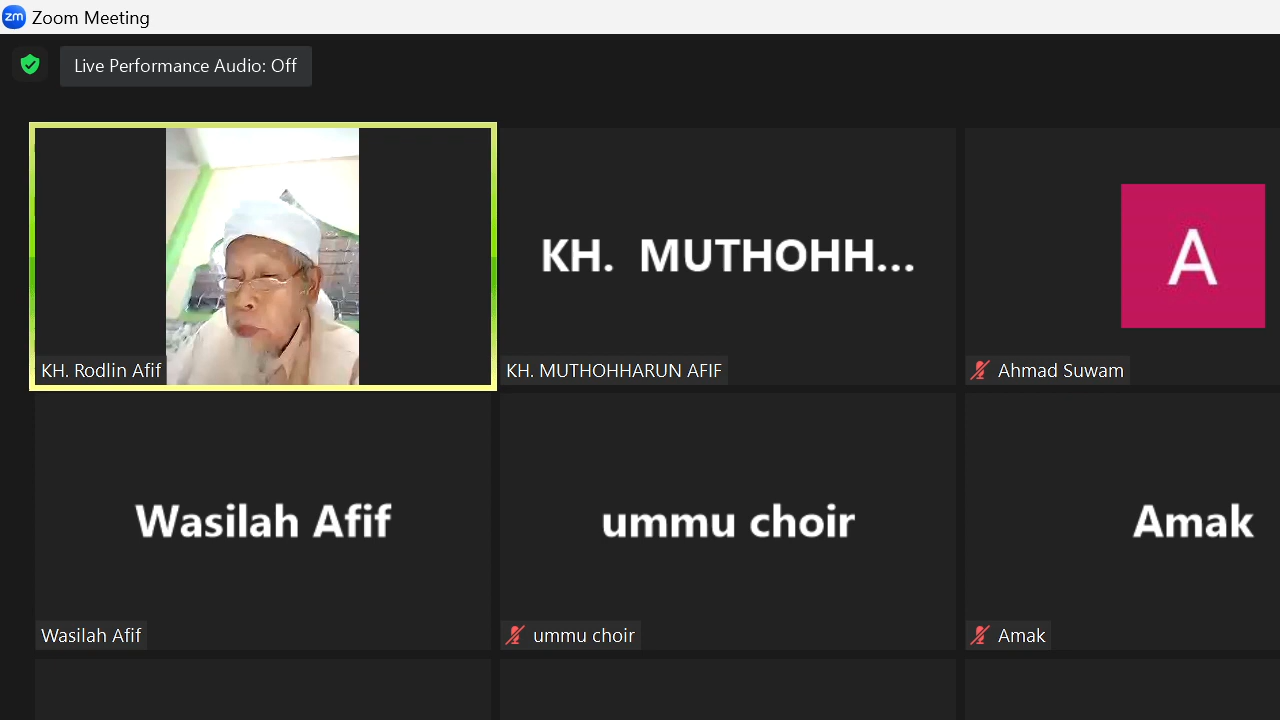 zm Zoom Meeting
Live Performance Audio: Off
KH. MUTHOHH...
A
KH. Rodlin Afif
KH. MUTHOHHARUN AFIF
Ahmad Suwam
Wasilah Afif
ummu choir
Amak
Wasilah Afif
ummu choir
Amak